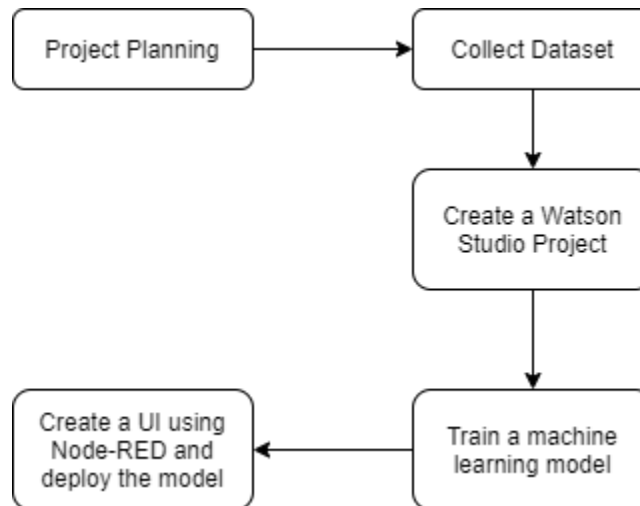 Project Planning
Collect Dataset
Create a Watson
Studio Project
Train a machine
learning model
Create a UI using
Node-RED and
deploy the model